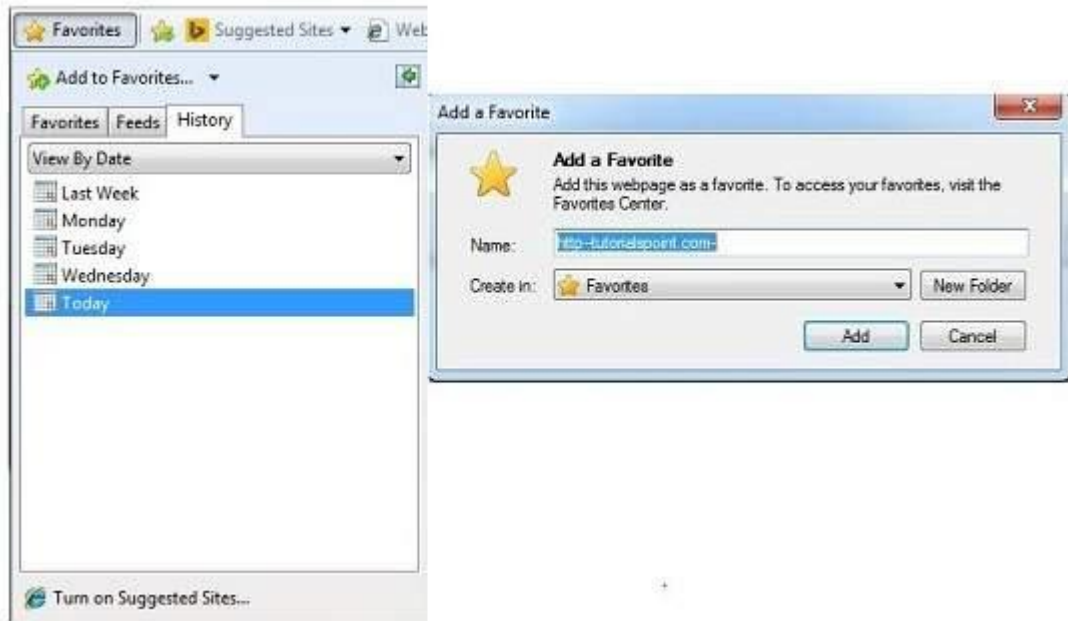 Favorites Suggested Sites Web
Add to Favorites...
Favorites Feeds History
View By Date
Last Week
Monday
Tuesday
Wednesday
Today
Turn on Suggested Sites...
Add a Favorite
Add a Favorite
Add this webpage as a favorite. To access your favorites, visit the
Favorites Center.
Name: http--tutorialspoint.com-
Create in: Favorites New Folder
Add Cancel